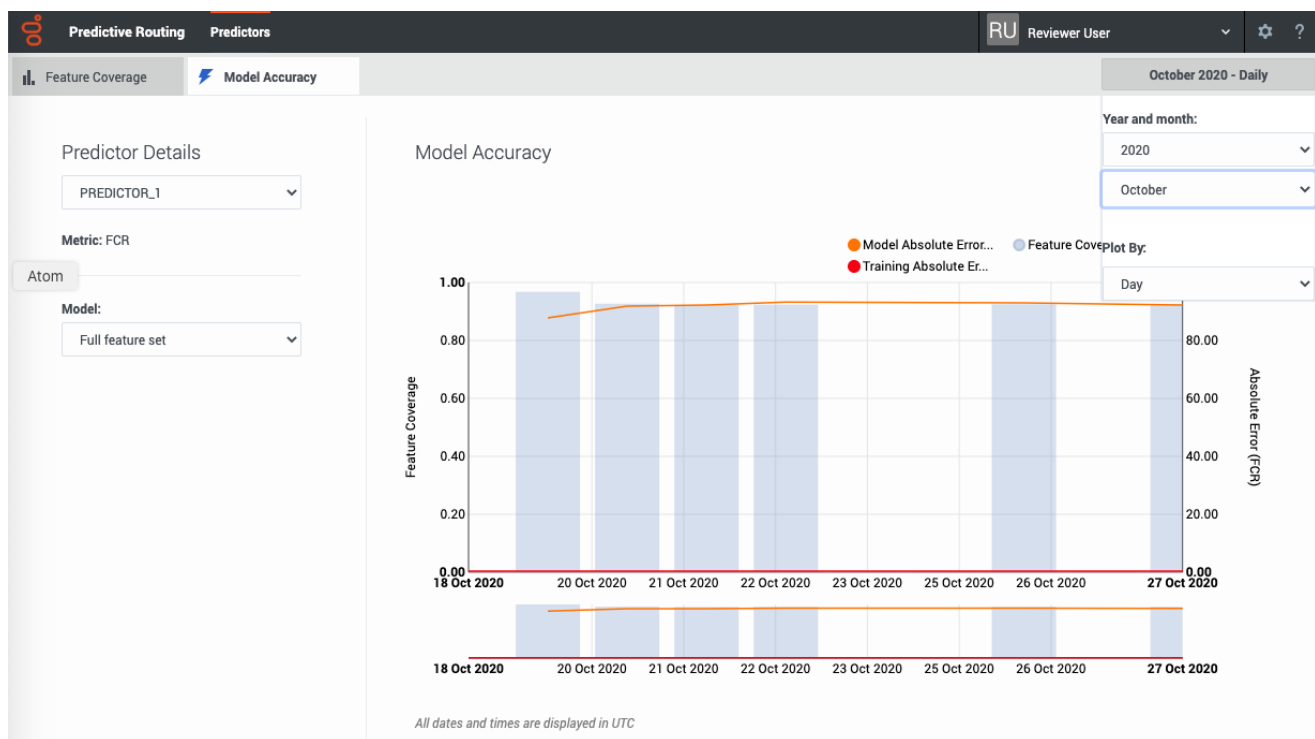 Predictive Routing Predictors RU Reviewer User ?
Feature Coverage Model Accuracy October 2020 - Daily
Year and month:
2020
October
Plot By:
Day
Predictor Details
PREDICTOR_1
Metric: FCR
Atom
Model:
Full feature set
Model Accuracy
Model Absolute Error... Feature Cove
Training Absolute Er...
1.00
0.80
0.60
0.40
0.20
0.00
Feature Coverage
80.00
60.00
40.00
20.00
0.00
Absolute Error (FCR)
18 Oct 2020 20 Oct 2020 21 Oct 2020 22 Oct 2020 23 Oct 2020 25 Oct 2020 26 Oct 2020 27 Oct 2020
18 Oct 2020 20 Oct 2020 21 Oct 2020 22 Oct 2020 23 Oct 2020 25 Oct 2020 26 Oct 2020 27 Oct 2020
All dates and times are displayed in UTC